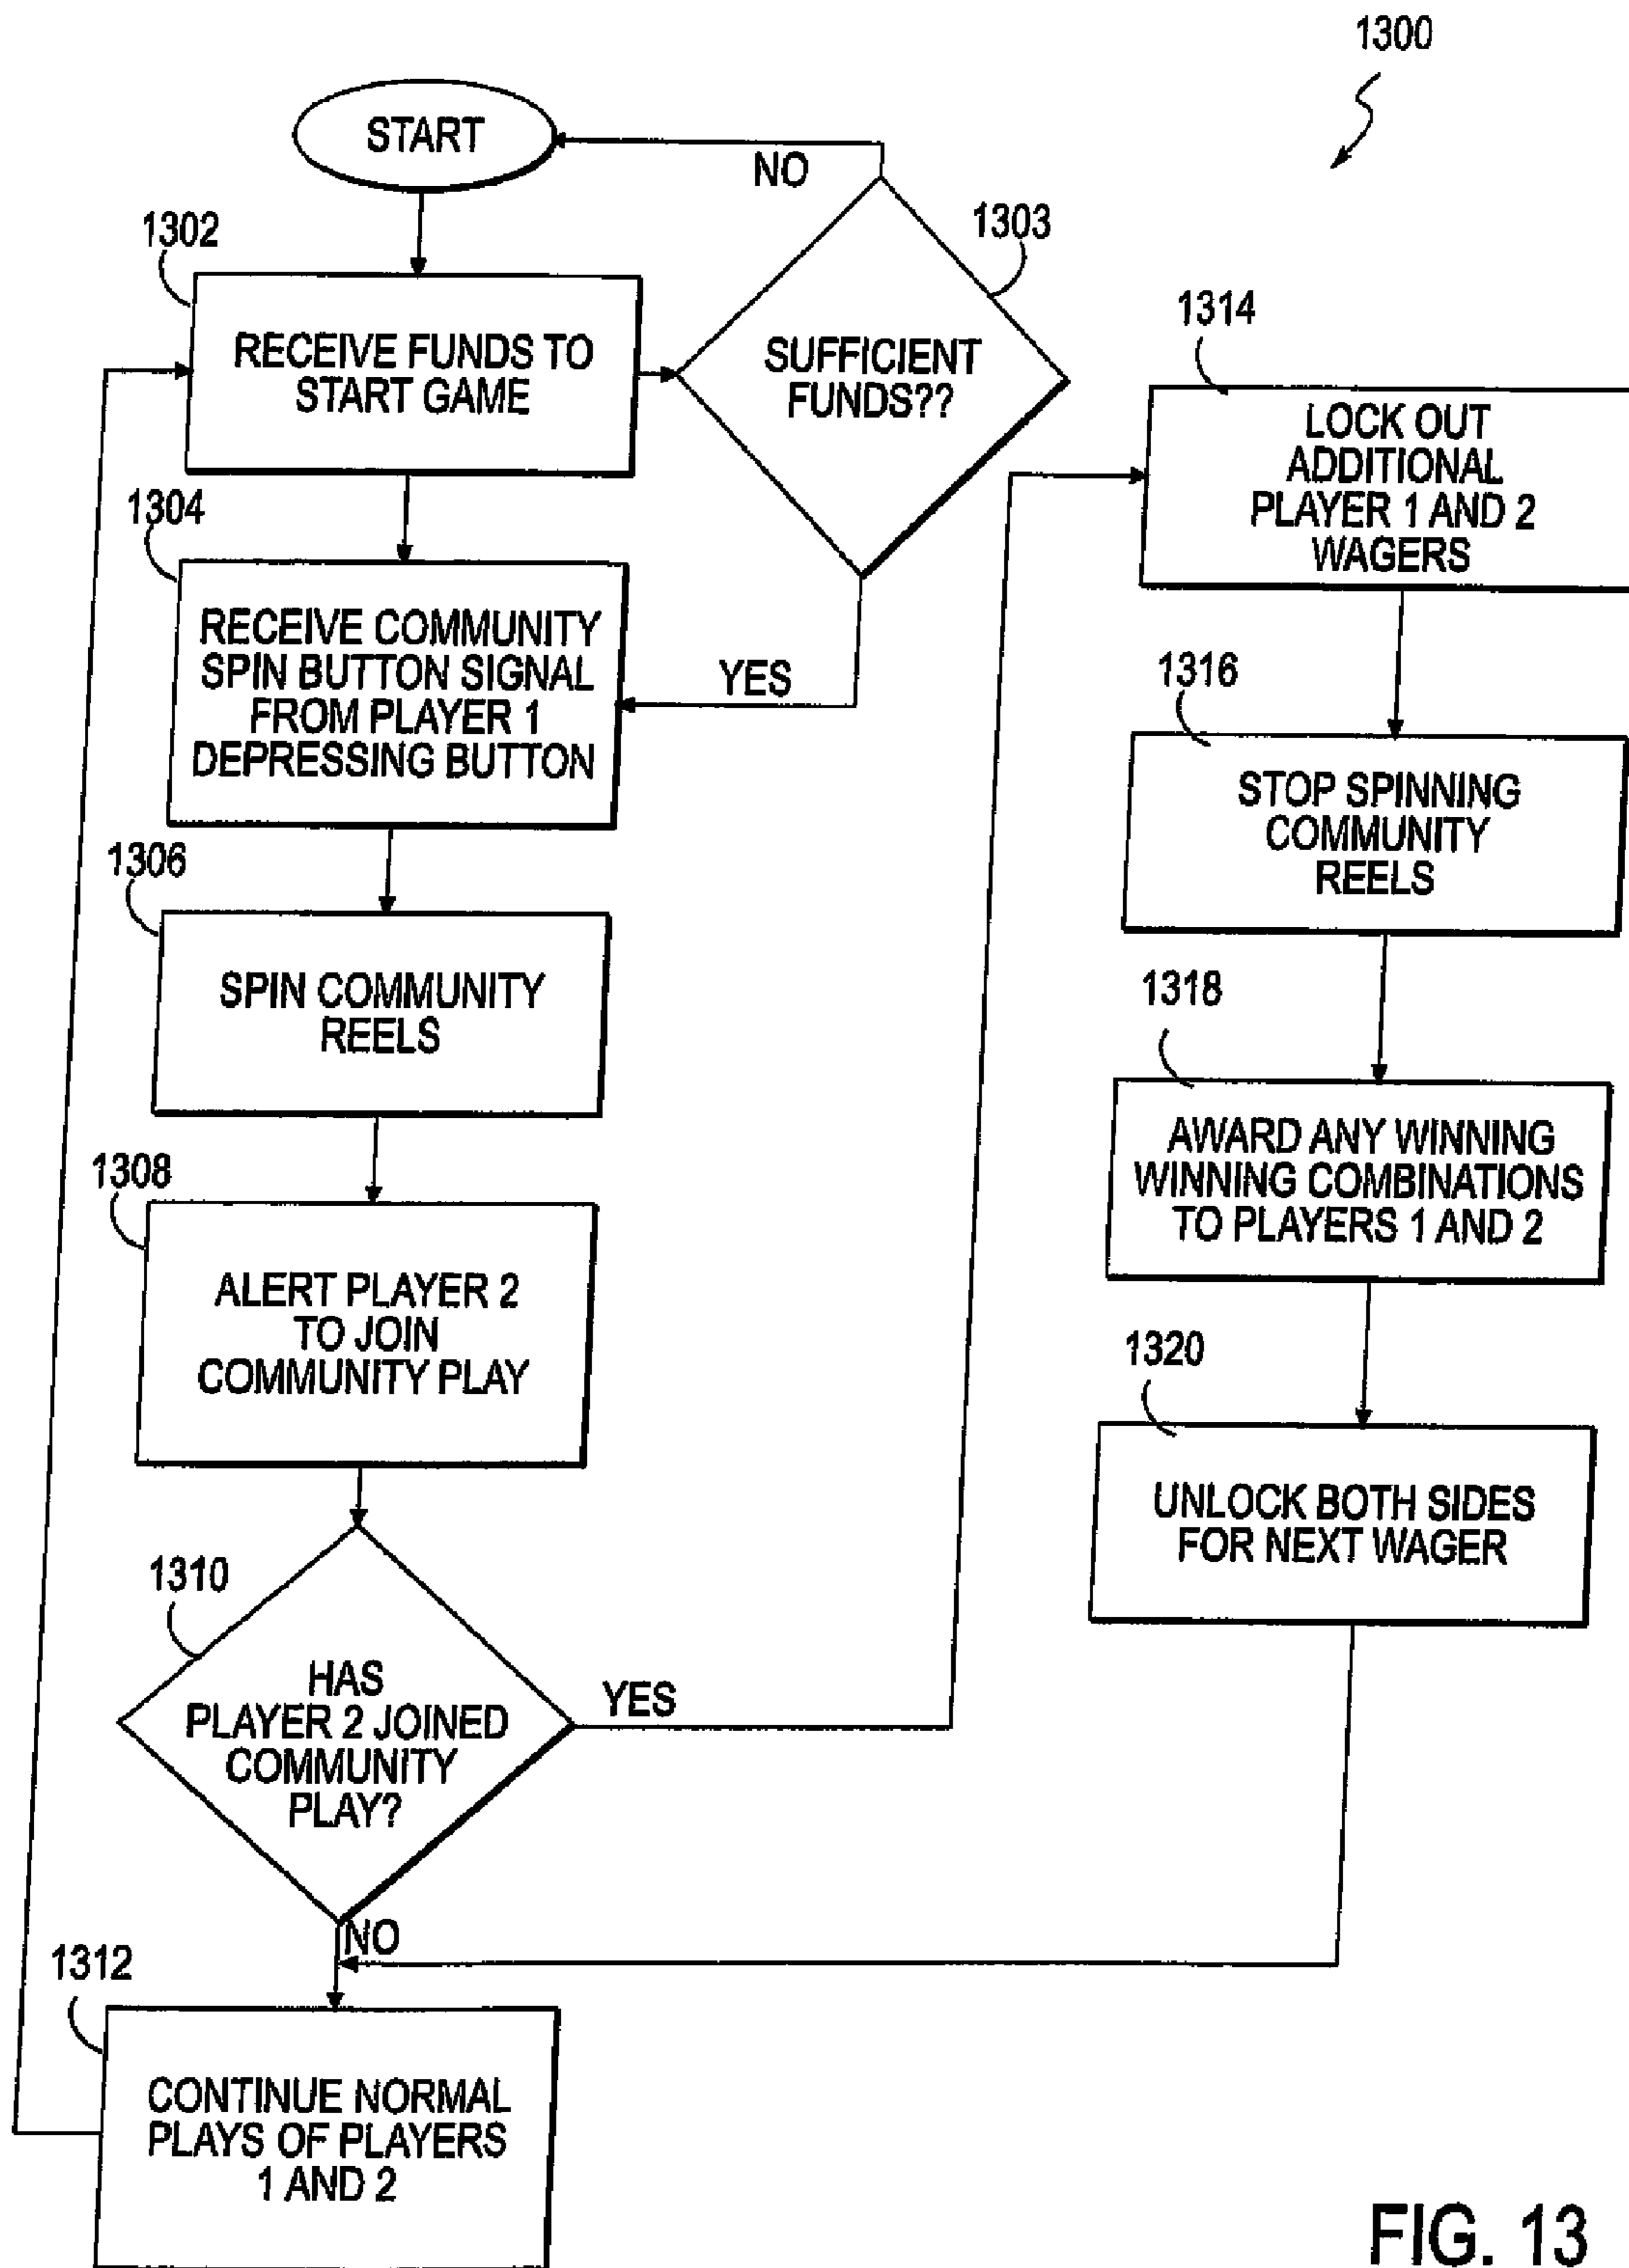 1300
START
NO
1302
1303
RECEIVE FUNDS TO
START GAME
SUFFICIENT
FUNDS??
1304
RECEIVE COMMUNITY
SPIN BUTTON SIGNAL
FROM PLAYER 1
DEPRESSING BUTTON
YES
1306
SPIN COMMUNITY
REELS
1308
ALERT PLAYER 2
TO JOIN
COMMUNITY PLAY
1310
HAS
PLAYER 2 JOINED
COMMUNITY
PLAY?
YES
NO
1312
CONTINUE NORMAL
PLAYS OF PLAYERS
1 AND 2
1314
LOCK OUT
ADDITIONAL
PLAYER 1 AND 2
WAGERS
1316
STOP SPINNING
COMMUNITY
REELS
1318
AWARD ANY WINNING
WINNING COMBINATIONS
TO PLAYERS 1 AND 2
1320
UNLOCK BOTH SIDES
FOR NEXT WAGER
FIG. 13